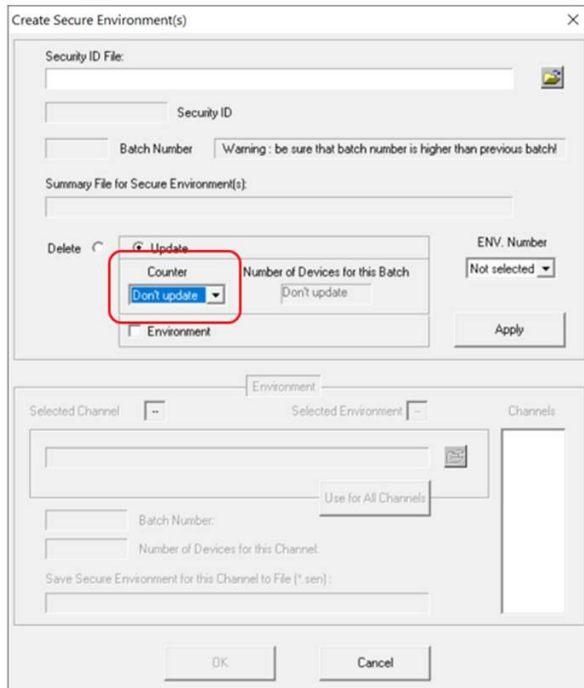 Create Secure Environment(s)
Security ID File:
Security ID
Batch Number Warning : be sure that batch number is higher than previous batch!
Summary File for Secure Environment(s):
Delete Update ENV. Number
Counter Number of Devices for this Batch Not selected
Don't update Don't update
Environment Apply
Environment
Selected Channel -- Selected Environment -- Channels
Use for All Channels
Batch Number:
Number of Devices for this Channel:
Save Secure Environment for this Channel to File (*.sen) :
OK Cancel